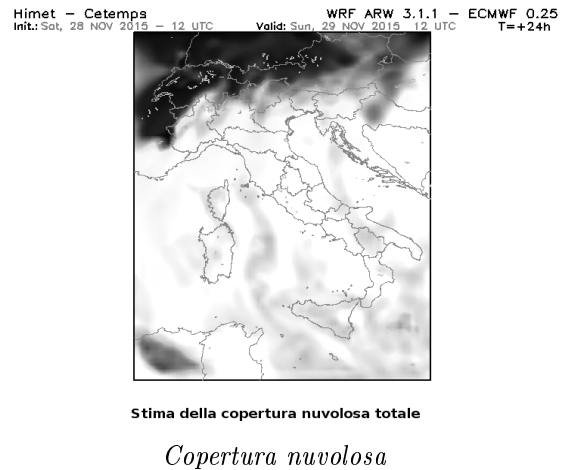 Himet – Cetemps WRF ARW 3.1.1 – ECMWF 0.25
Init.: Sat, 28 NOV 2015 – 12 UTC Valid: Sun, 29 NOV 2015 12 UTC T=+24h
Stima della copertura nuvolosa totale
Copertura nuvolosa